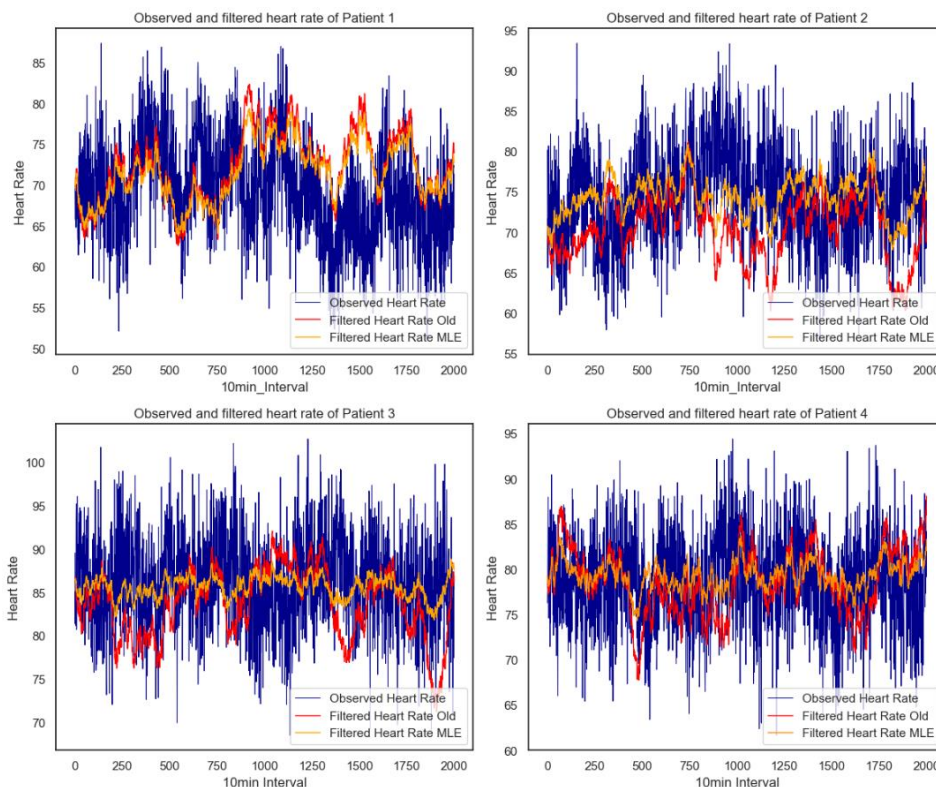 Observed and filtered heart rate of Patient 1
Heart Rate
85
80
75
70
65
60
55
50
Observed Heart Rate
Filtered Heart Rate Old
Filtered Heart Rate MLE
0 250 500 750 1000 1250 1500 1750 2000
10min_Interval
Observed and filtered heart rate of Patient 2
Heart Rate
95
90
85
80
75
70
65
60
55
Observed Heart Rate
Filtered Heart Rate Old
Filtered Heart Rate MLE
0 250 500 750 1000 1250 1500 1750 2000
10min_Interval
Observed and filtered heart rate of Patient 3
Heart Rate
100
95
90
85
80
75
70
Observed Heart Rate
Filtered Heart Rate Old
Filtered Heart Rate MLE
0 250 500 750 1000 1250 1500 1750 2000
10min Interval
Observed and filtered heart rate of Patient 4
Heart Rate
95
90
85
80
75
70
65
60
Observed Heart Rate
Filtered Heart Rate Old
Filtered Heart Rate MLE
0 250 500 750 1000 1250 1500 1750 2000
10min Interval